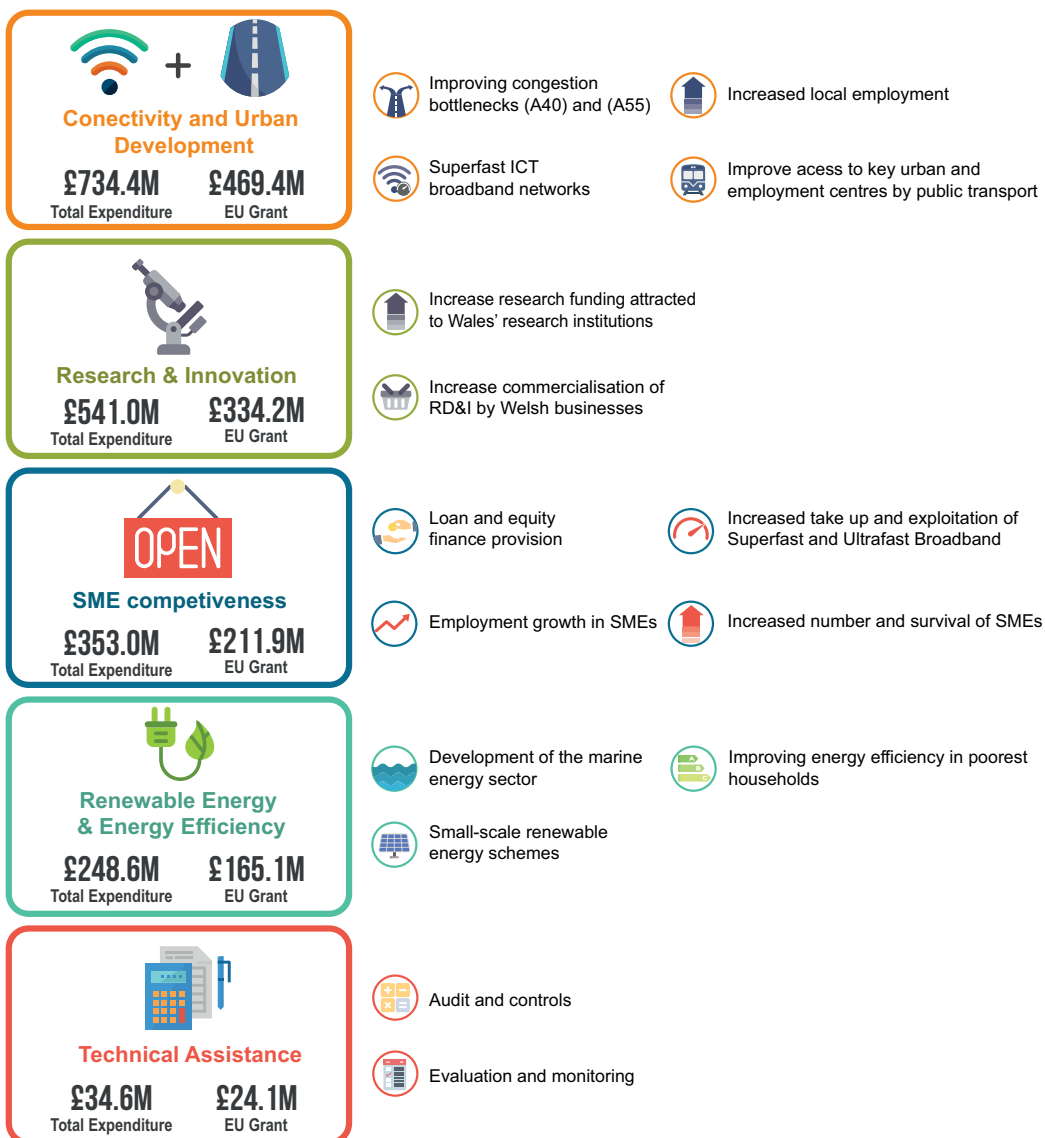 Conectivity and Urban
Development
£734.4M £469.4M
Total Expenditure EU Grant
Improving congestion
bottlenecks (A40) and (A55)
Increased local employment
Superfast ICT
broadband networks
Improve acess to key urban and
employment centres by public transport
Research & Innovation
£541.0M £334.2M
Total Expenditure EU Grant
Increase research funding attracted
to Wales' research institutions
Increase commercialisation of
RD&I by Welsh businesses
OPEN
SME competiveness
£353.0M £211.9M
Total Expenditure EU Grant
Loan and equity
finance provision
Increased take up and exploitation of
Superfast and Ultrafast Broadband
Employment growth in SMEs
Increased number and survival of SMEs
Renewable Energy
& Energy Efficiency
£248.6M £165.1M
Total Expenditure EU Grant
Development of the marine
energy sector
A
B
C
Improving energy efficiency in poorest
households
Small-scale renewable
energy schemes
Technical Assistance
£34.6M £24.1M
Total Expenditure EU Grant
Audit and controls
Evaluation and monitoring